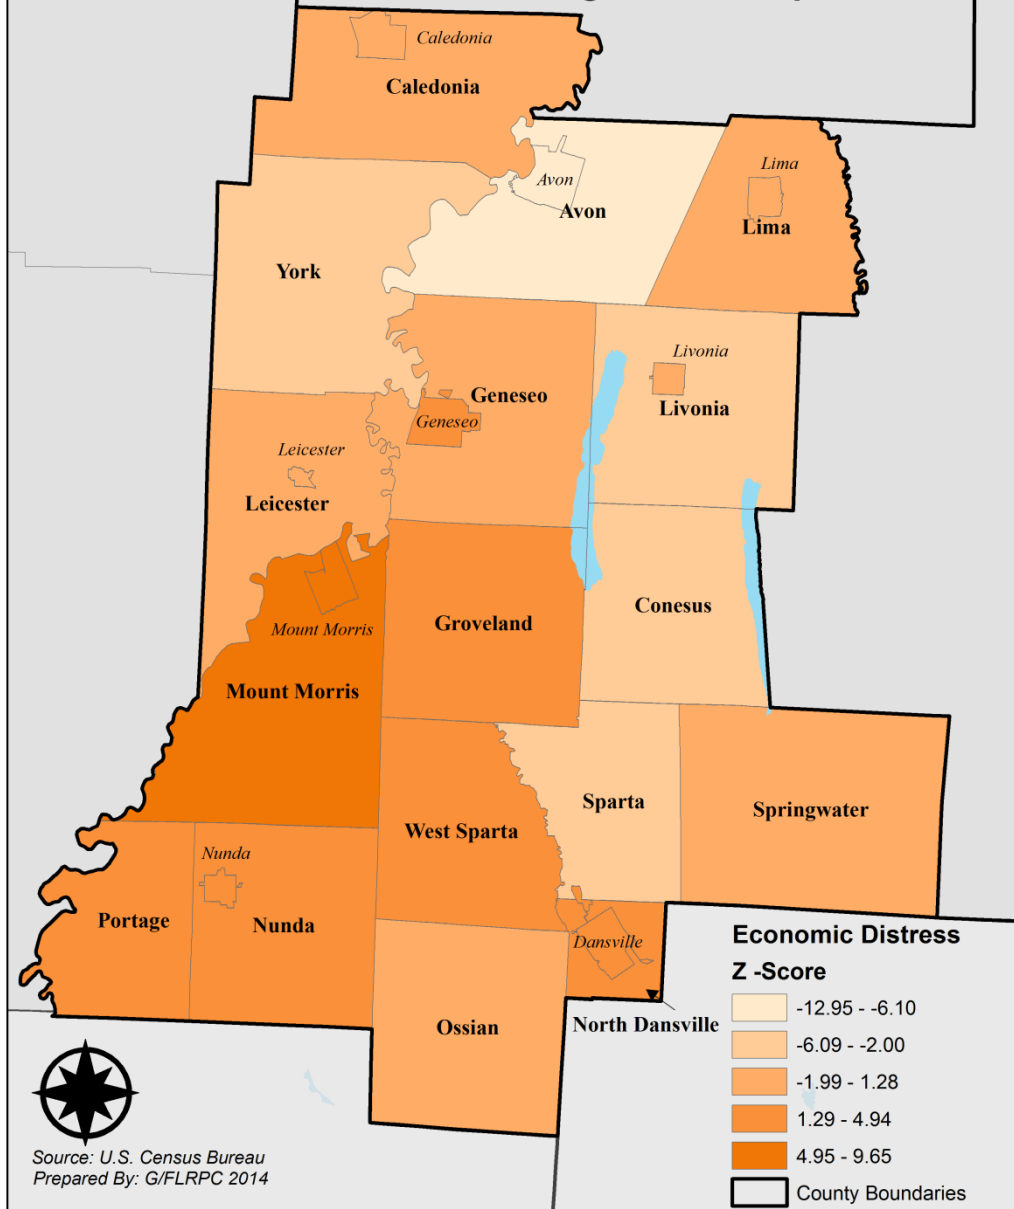 Caledonia
Caledonia
Lima
Avon
Avon
Lima
York
Livonia
Geneseo
Livonia
Geneseo
Leicester
Leicester
Conesus
Groveland
Mount Morris
Mount Morris
Sparta
Springwater
West Sparta
Nunda
Portage
Nunda
Dansville
Ossian
North Dansville
Economic Distress
Z -Score
-12.95 - -6.10
-6.09 - -2.00
-1.99 - 1.28
1.29 - 4.94
4.95 - 9.65
County Boundaries
Source: U.S. Census Bureau
Prepared By: G/FLRPC 2014